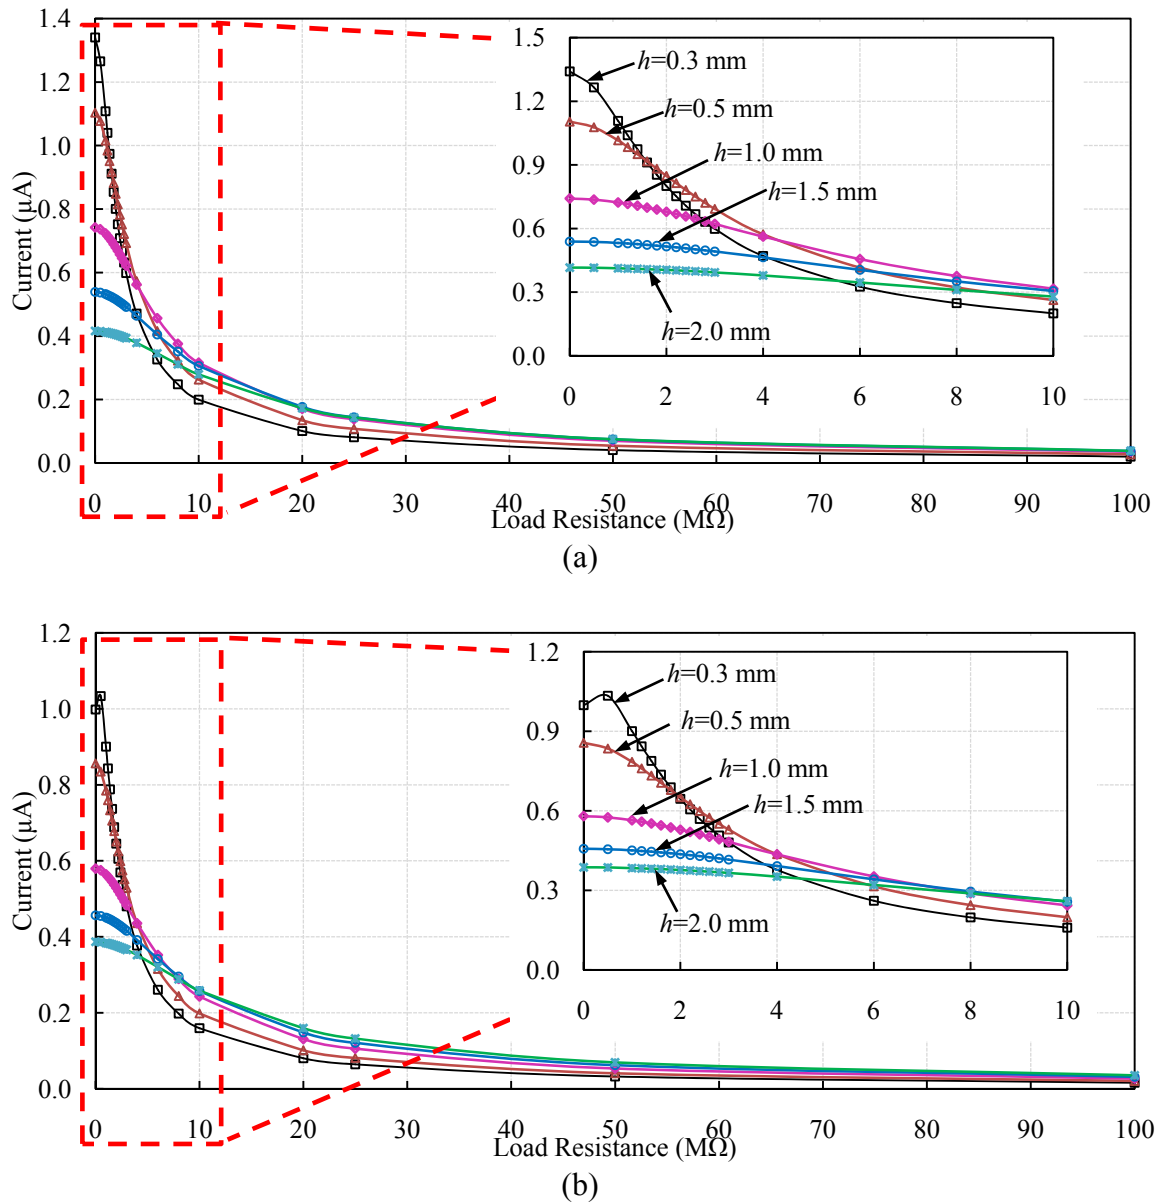 1.4
1.2
1.0
0.8
0.6
0.4
0.2
0.0
Current (μA)
0 10 20 30 40 50 60 70 80 90 100
Load Resistance (MΩ)
1.5
1.2
0.9
0.6
0.3
0.0
0 2 4 6 8 10
h=0.3 mm
h=0.5 mm
h=1.0 mm
h=1.5 mm
h=2.0 mm
(a)
1.2
1.0
0.8
0.6
0.4
0.2
0.0
Current (μA)
0 10 20 30 40 50 60 70 80 90 100
Load Resistance (MΩ)
1.2
0.9
0.6
0.3
0.0
0 2 4 6 8 10
h=0.3 mm
h=0.5 mm
h=1.0 mm
h=1.5 mm
h=2.0 mm
(b)